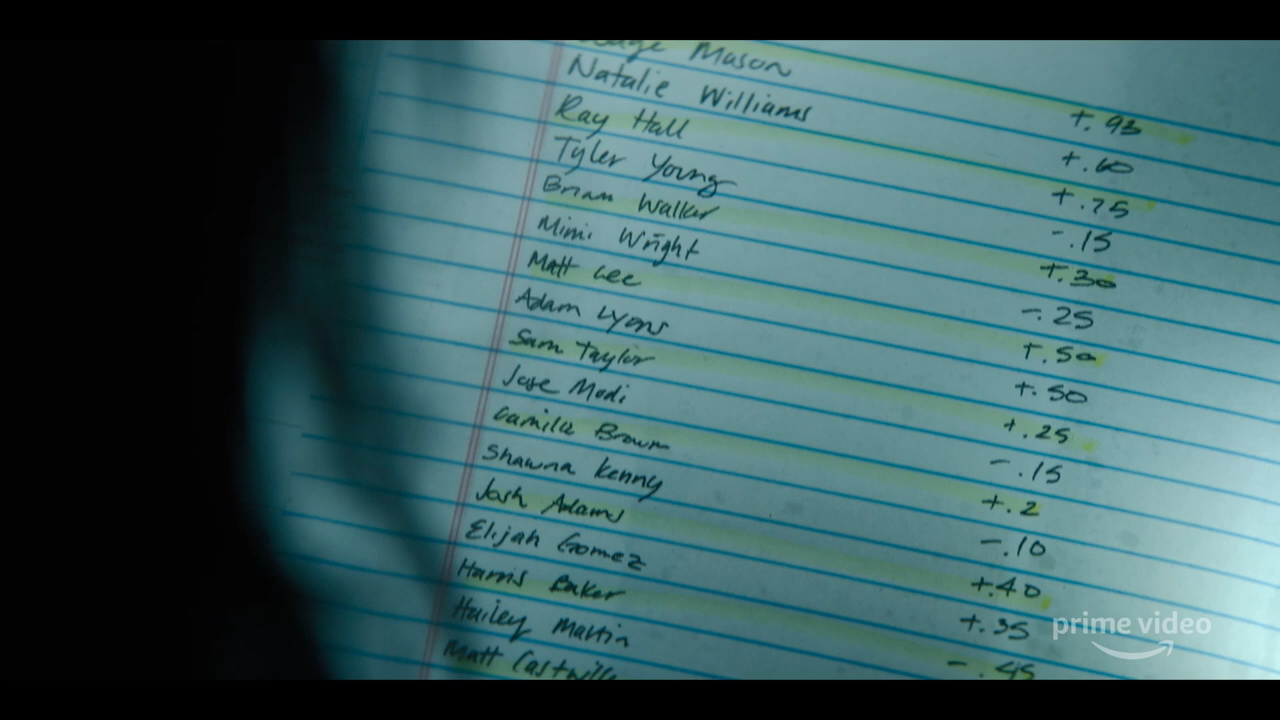 Mason +.93
Natalie Williams +.60
Ray Hall +.75
Tyler Young -.15
Brian Walker +.30
Mimi Wright -.25
Matt Lee +.50
Adam Lyons +.50
Sam Taylor +.25
Jose Modi -.15
Camila Brown +.2
Shawna Kenny -.10
Josh Adams +.40
Elijah Gomez +.35
Harris Baker -.45
Hailey Martin
Matt
prime video